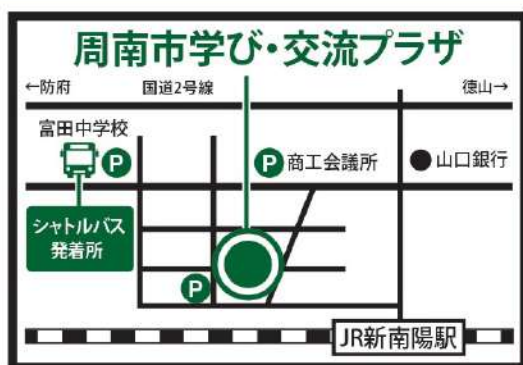 周南市学び・交流プラザ
←防府
国道2号線
徳山→
富田中学校
P
P
商工会議所
山口銀行
シャトルバス
発着所
P
JR新南陽駅